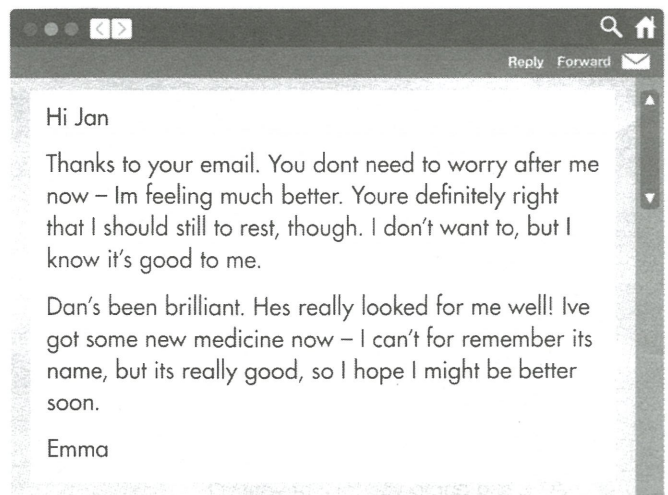 Reply Forward
Hi Jan
Thanks to your email. You dont need to worry after me
now – Im feeling much better. Youre definitely right
that I should still to rest, though. I don't want to, but I
know it's good to me.
Dan's been brilliant. Hes really looked for me well! Ive
got some new medicine now – I can't for remember its
name, but its really good, so I hope I might be better
soon.
Emma